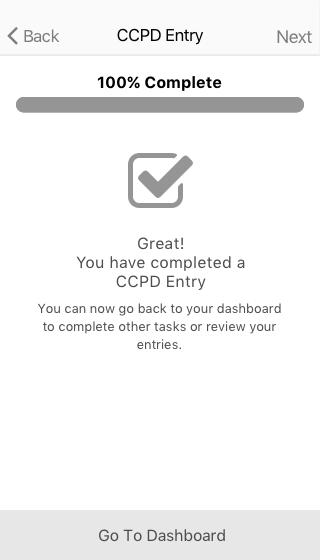 Back CCPD Entry Next
100% Complete
Great!
You have completed a
CCPD Entry
You can now go back to your dashboard
to complete other tasks or review your
entries.
Go To Dashboard